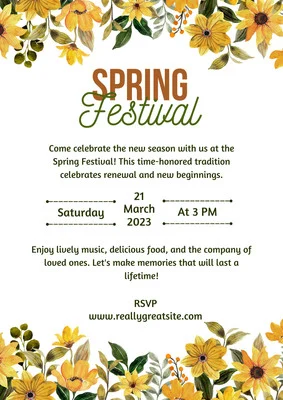 SPRING
Festival
Come celebrate the new season with us at the
Spring Festival! This time-honored tradition
celebrates renewal and new beginnings.
Saturday
21
March
2023
At 3 PM
Enjoy lively music, delicious food, and the company of
loved ones. Let's make memories that will last a
lifetime!
RSVP
www.reallygreatsite.com